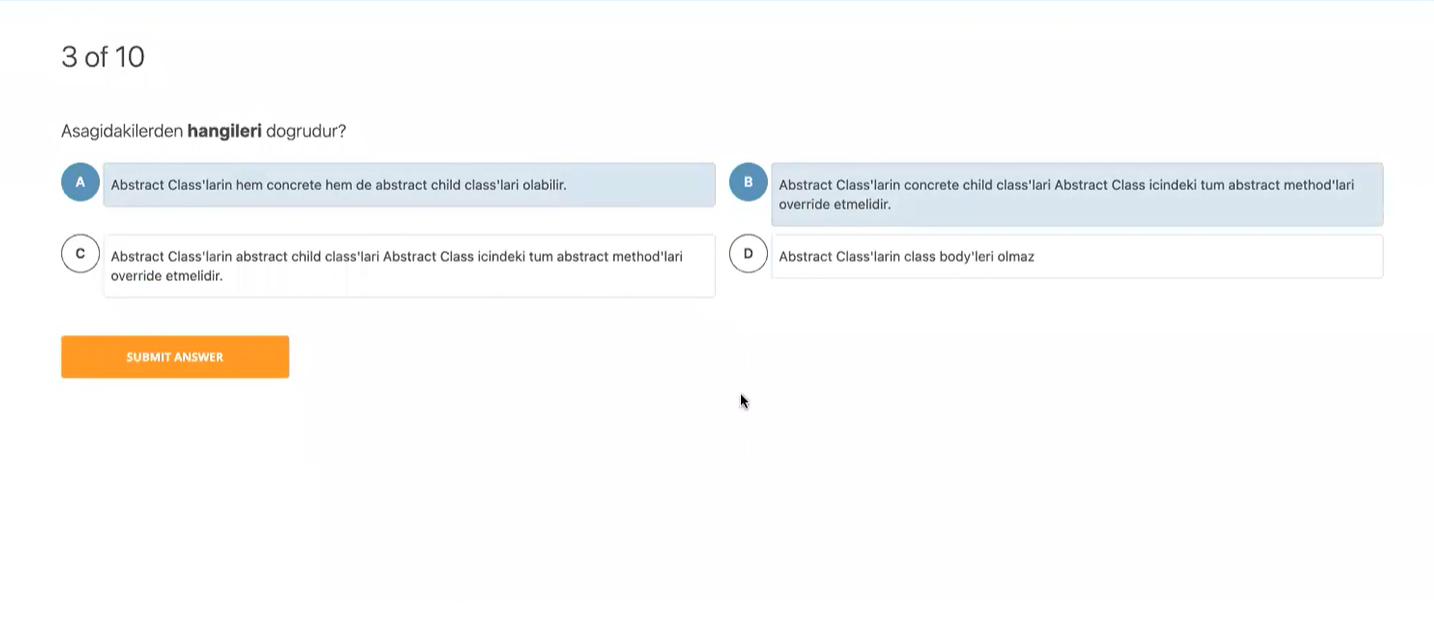 3 of 10
Asagidakilerden hangileri dogrudur?
A
Abstract Class'larin hem concrete hem de abstract child class'lari olabilir.
B
Abstract Class'larin concrete child class'lari Abstract Class icindeki tum abstract method'lari
override etmelidir.
C
Abstract Class'larin abstract child class'lari Abstract Class icindeki tum abstract method'lari
override etmelidir.
D
Abstract Class'larin class body'leri olmaz
SUBMIT ANSWER